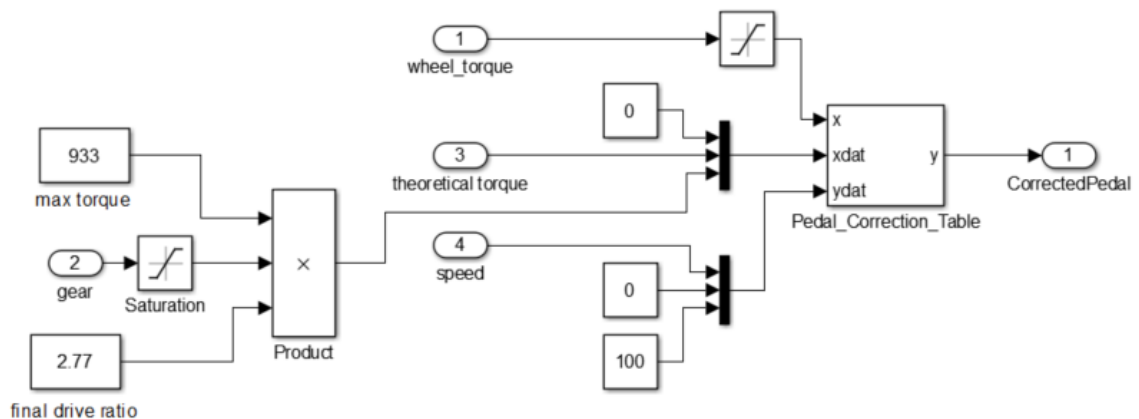 1
wheel_torque
0
933
max torque
3
theoretical torque
x
xdat
ydat
y
Pedal_Correction_Table
1
CorrectedPedal
2
gear
Saturation
×
Product
4
speed
0
100
2.77
final drive ratio